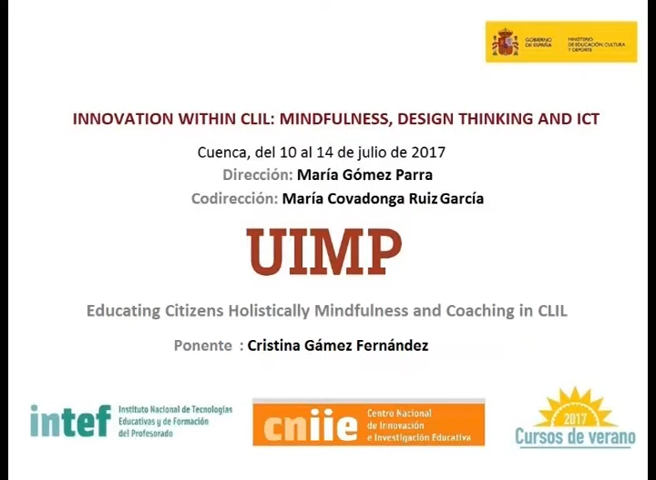 GOBIERNO
DE ESPAÑA
MINISTERIO
DE EDUCACIÓN, CULTURA
Y DEPORTE
INNOVATION WITHIN CLIL: MINDFULNESS, DESIGN THINKING AND ICT
Cuenca, del 10 al 14 de julio de 2017
Dirección: María Gómez Parra
Codirección: María Covadonga Ruiz García
UIMP
Educating Citizens Holistically Mindfulness and Coaching in CLIL
Ponente : Cristina Gámez Fernández
intef
Instituto Nacional de Tecnologías
Educativas y de Formación
del Profesorado
cniie
Centro Nacional
de Innovación
e Investigación Educativa
2017
Cursos de verano